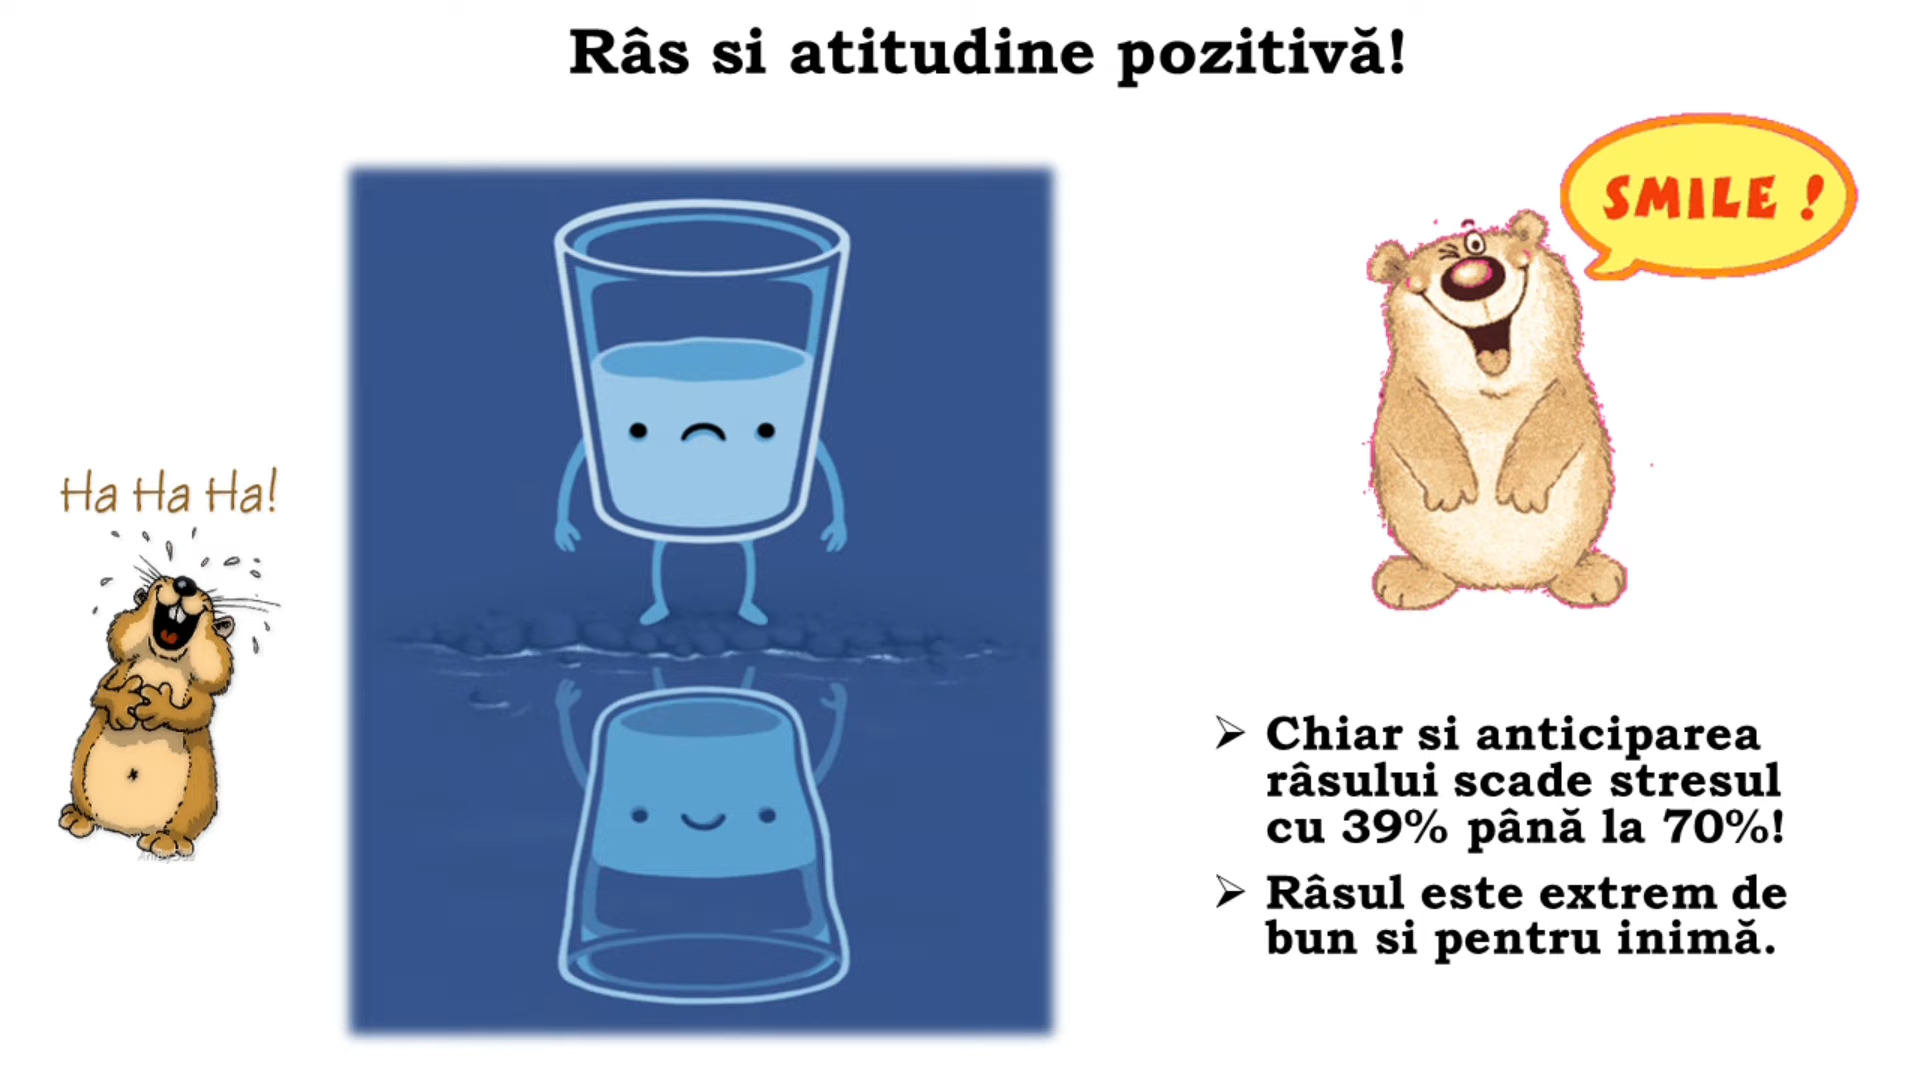 Râs si atitudine pozitivă!
SMILE !
Ha Ha Ha!
➢ Chiar si anticiparea
râsului scade stresul
cu 39% până la 70%!
➢ Râsul este extrem de
bun si pentru inimă.